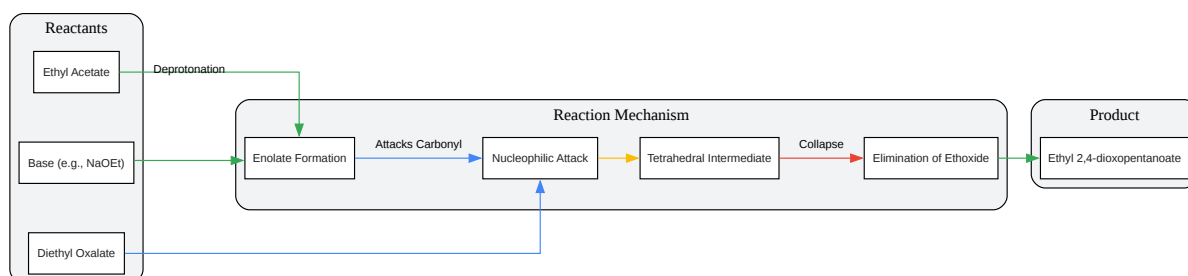 Reactants
Ethyl Acetate
Deprotonation
Base (e.g., NaOEt)
Diethyl Oxalate
Reaction Mechanism
Enolate Formation
Attacks Carbonyl
Nucleophilic Attack
Tetrahedral Intermediate
Collapse
Elimination of Ethoxide
Product
Ethyl 2,4-dioxopentanoate